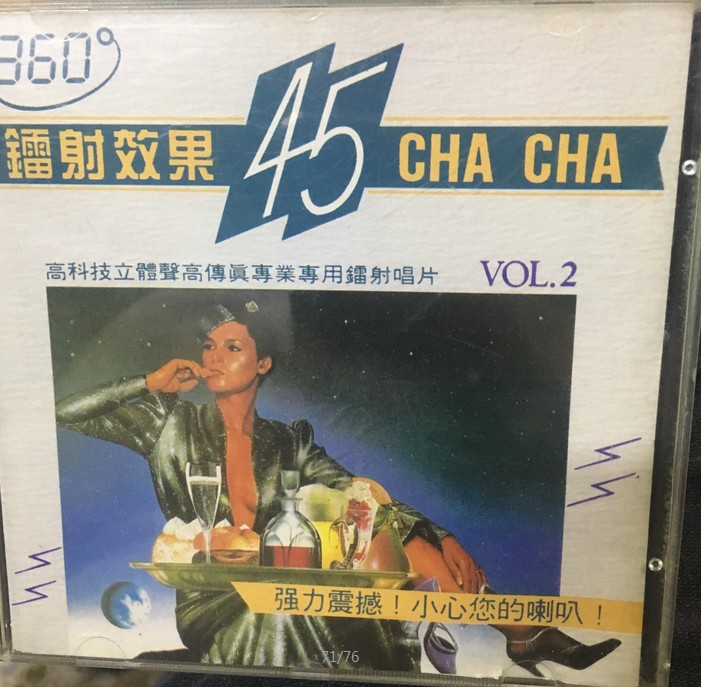 360°
鐳射效果 45 CHA CHA
高科技立體聲高傳眞專業專用鐳射唱片 VOL.2
强力震撼！小心您的喇叭！
71/76